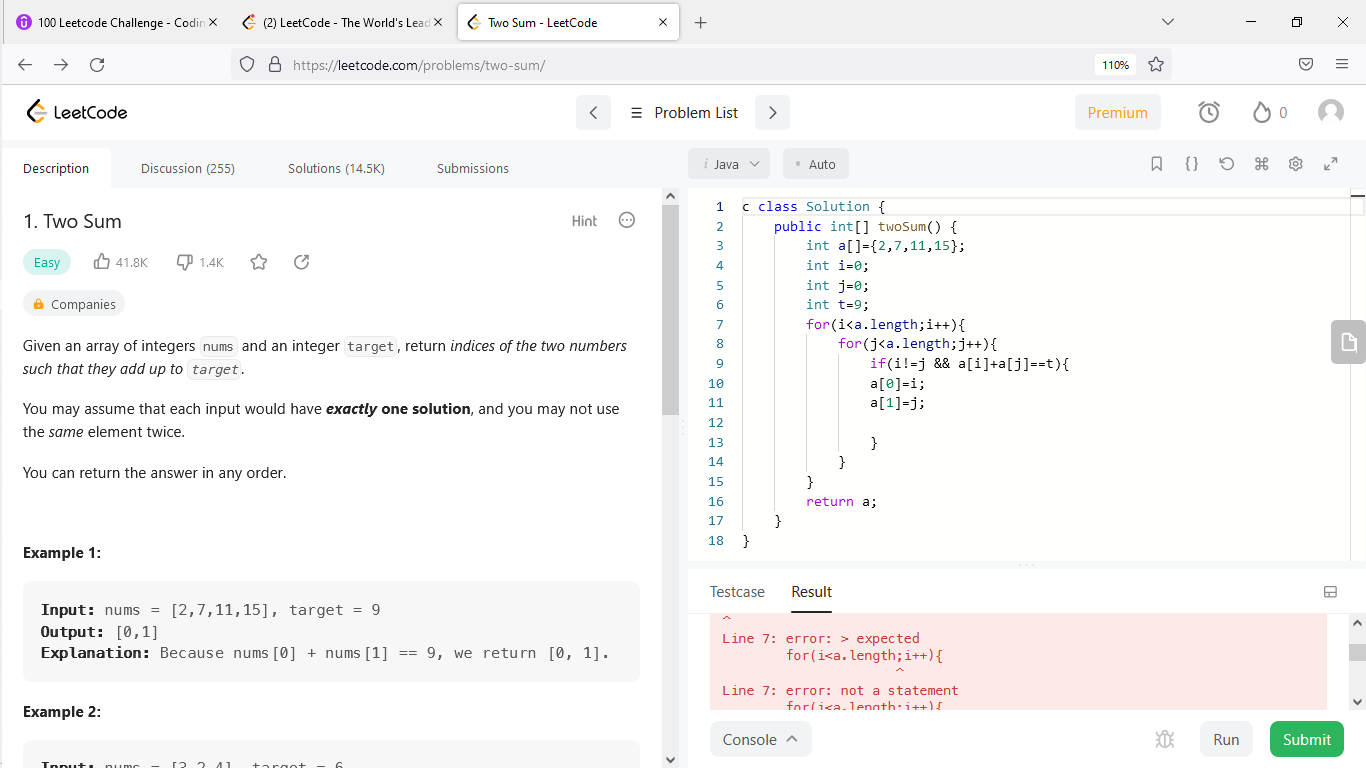 100 Leetcode Challenge - Codin
(2) LeetCode - The World's Lead
Two Sum - LeetCode
https://leetcode.com/problems/two-sum/
110%
LeetCode
Problem List
Premium
0
Description
Discussion (255)
Solutions (14.5K)
Submissions
1. Two Sum
Hint
Easy
41.8K
1.4K
Companies
Given an array of integers nums and an integer target, return indices of the two numbers
such that they add up to target.
You may assume that each input would have exactly one solution, and you may not use
the same element twice.
You can return the answer in any order.
Example 1:
Input: nums = [2,7,11,15], target = 9
Output: [0,1]
Explanation: Because nums[0] + nums[1] == 9, we return [0, 1].
Example 2:
Input: nums = [3,2,4], target = 6
i Java
Auto
1 c class Solution {
2 public int[] twoSum() {
3 int a[]={2,7,11,15};
4 int i=0;
5 int j=0;
6 int t=9;
7 for(i<a.length;i++){
8 for(j<a.length;j++){
9 if(i!=j && a[i]+a[j]==t){
10 a[0]=i;
11 a[1]=j;
12
13 }
14 }
15 }
16 return a;
17 }
18 }
Testcase
Result
^
Line 7: error: > expected
for(i<a.length;i++){
^
Line 7: error: not a statement
for(i<a.length;i++){
Console
Run
Submit